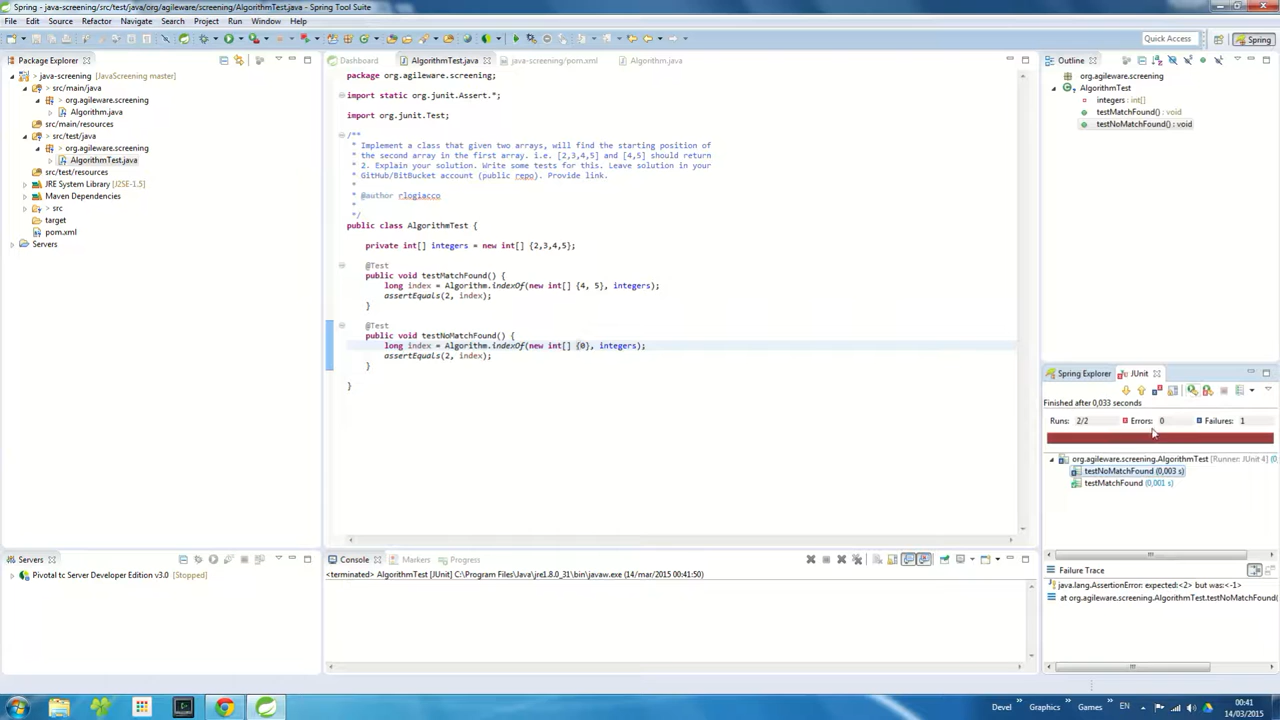 Spring - java-screening/src/test/java/org/agileware/screening/AlgorithmTest.java - Spring Tool Suite
File Edit Source Refactor Navigate Search Project Run Window Help
Quick Access
Spring
Package Explorer
java-screening [JavaScreening master]
src/main/java
org.agileware.screening
Algorithm.java
src/main/resources
src/test/java
org.agileware.screening
AlgorithmTest.java
src/test/resources
JRE System Library [J2SE-1.5]
Maven Dependencies
src
target
pom.xml
Servers
Dashboard AlgorithmTest.java java-screening/pom.xml Algorithm.java
package org.agileware.screening;
import static org.junit.Assert.*;
import org.junit.Test;
/**
* Implement a class that given two arrays, will find the starting position of
* the second array in the first array. i.e. [2,3,4,5] and [4,5] should return
* 2. Explain your solution. Write some tests for this. Leave solution in your
* GitHub/BitBucket account (public repo). Provide link.
*
* @author rlogiacco
*
*/
public class AlgorithmTest {
private int[] integers = new int[] {2,3,4,5};
@Test
public void testMatchFound() {
long index = Algorithm.indexOf(new int[] {4, 5}, integers);
assertEquals(2, index);
}
@Test
public void testNoMatchFound() {
long index = Algorithm.indexOf(new int[] {0}, integers);
assertEquals(2, index);
}
}
Outline
org.agileware.screening
AlgorithmTest
integers : int[]
testMatchFound() : void
testNoMatchFound() : void
Spring Explorer JUnit
Finished after 0,033 seconds
Runs: 2/2 Errors: 0 Failures: 1
org.agileware.screening.AlgorithmTest [Runner: JUnit 4] (0
testNoMatchFound (0,003 s)
testMatchFound (0,001 s)
Failure Trace
java.lang.AssertionError: expected:<2> but was:<-1>
at org.agileware.screening.AlgorithmTest.testNoMatchFound(
Servers
Pivotal tc Server Developer Edition v3.0 [Stopped]
Console Markers Progress
<terminated> AlgorithmTest [JUnit] C:\Program Files\Java\jre1.8.0_31\bin\javaw.exe (14/mar/2015 00:41:50)
Devel Graphics Games EN 00:41
14/03/2015